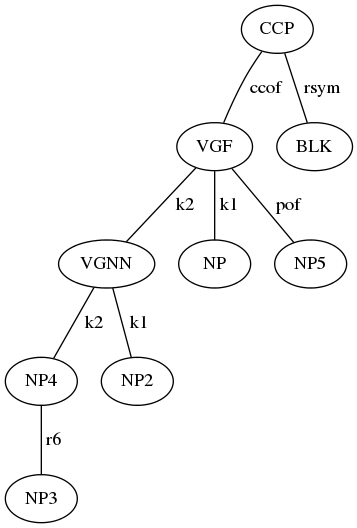 CCP
ccof rsym
VGF BLK
k2 k1 pof
VGNN NP NP5
k2 k1
NP4 NP2
r6
NP3